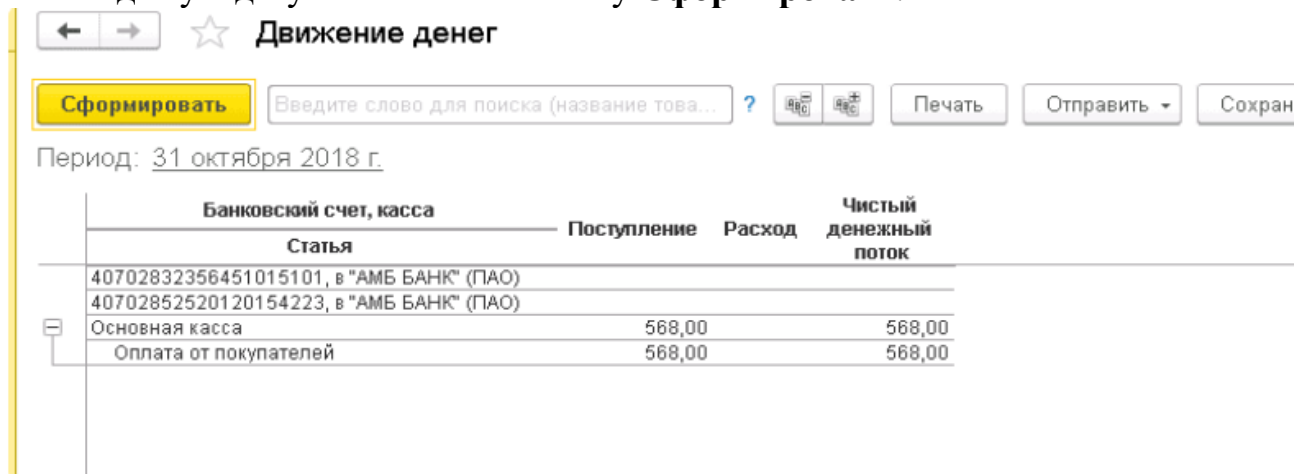 Сформировать
Движение денег
Сформировать Введите слово для поиска (название това... ? Печать Отправить Сохран
Период: 31 октября 2018 г.
Банковский счет, касса Поступление Расход Чистый денежный поток
Статья
40702832356451015101, в "АМБ БАНК" (ПАО)
40702852520120154223, в "АМБ БАНК" (ПАО)
Основная касса 568,00 568,00
Оплата от покупателей 568,00 568,00